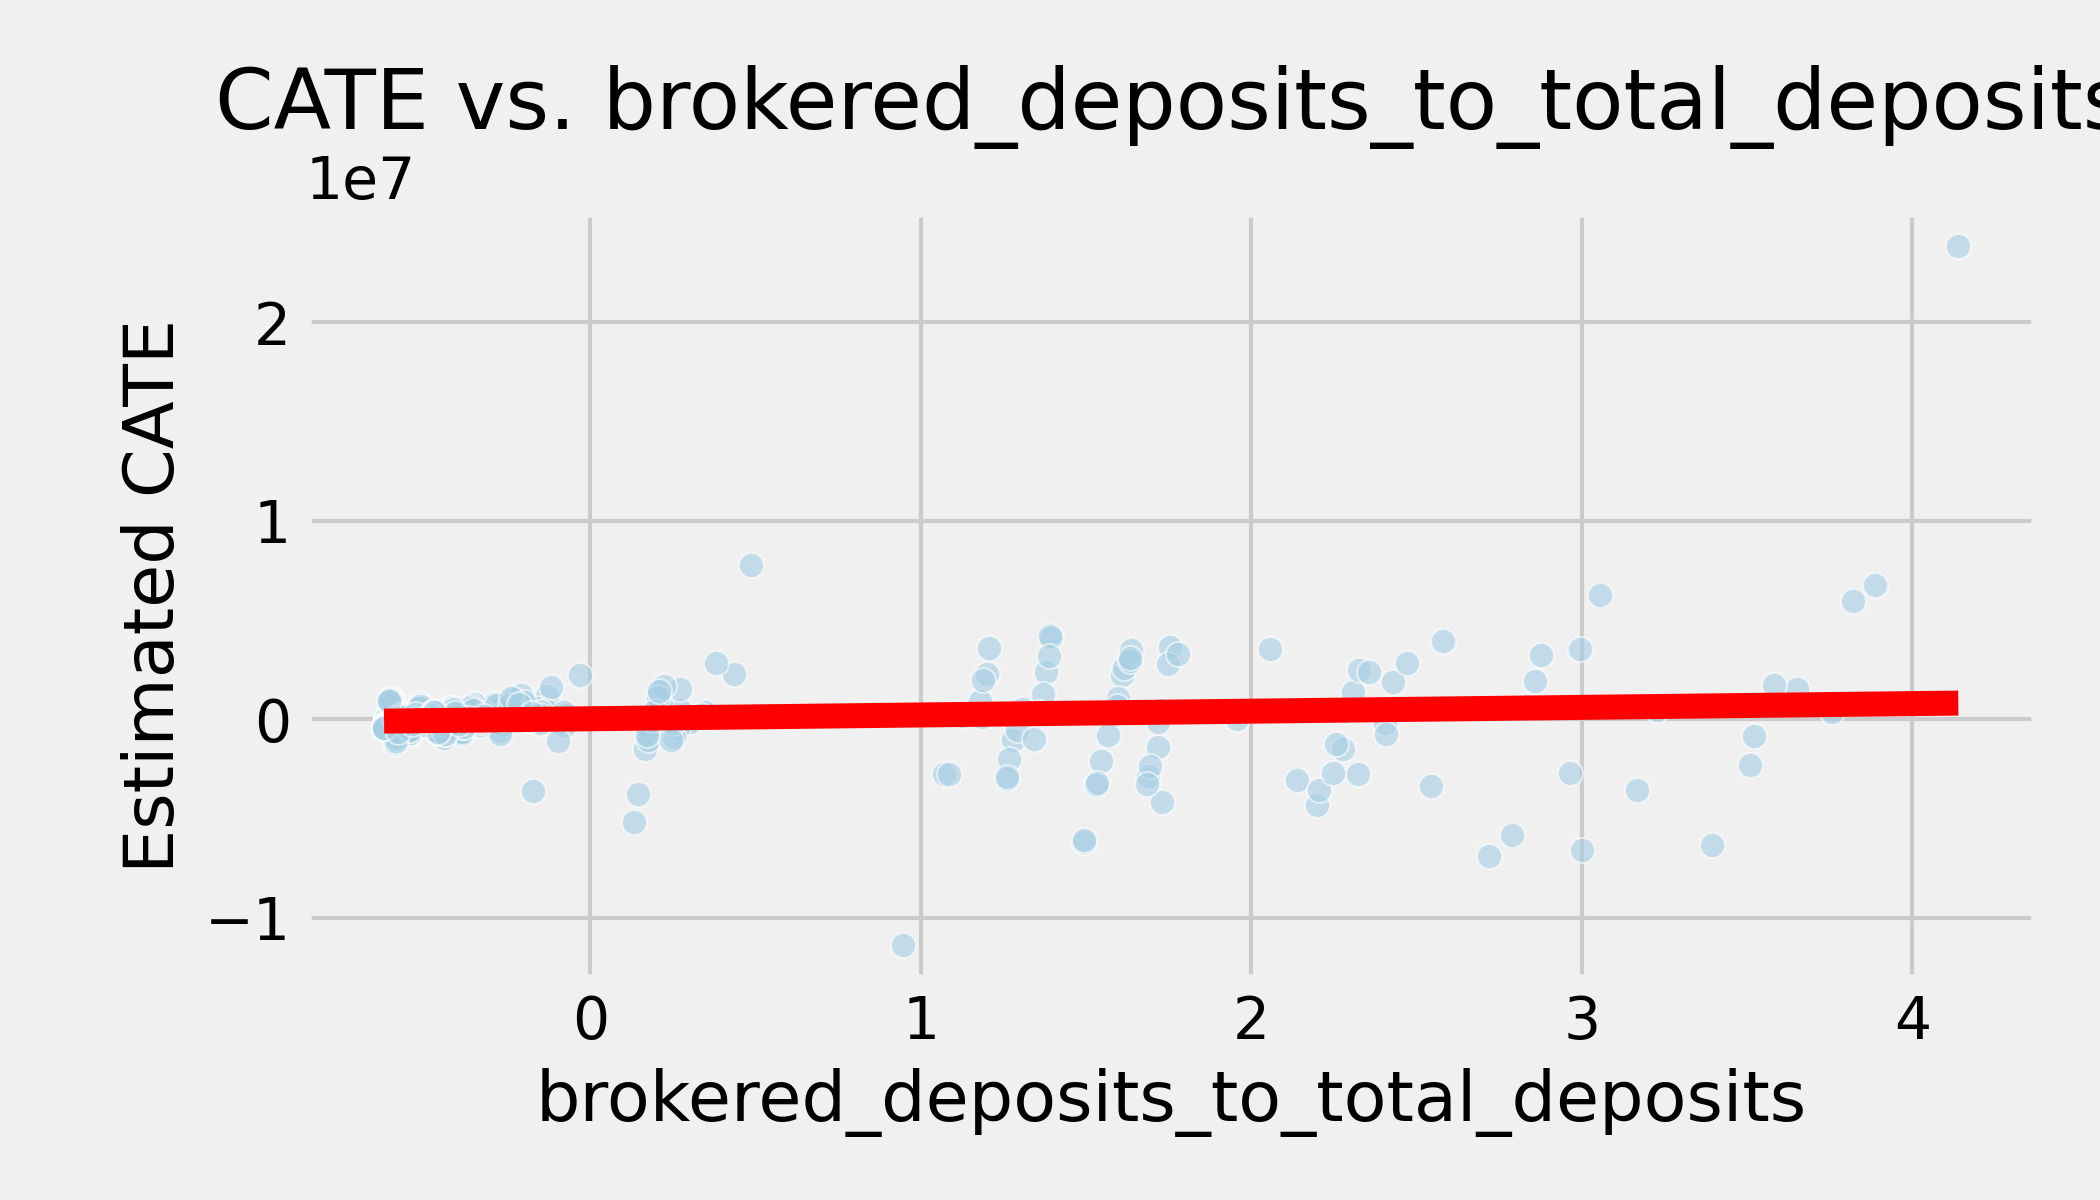 CATE vs. brokered_deposits_to_total_deposits
1e7
2
1
0
−1
Estimated CATE
0 1 2 3 4
brokered_deposits_to_total_deposits